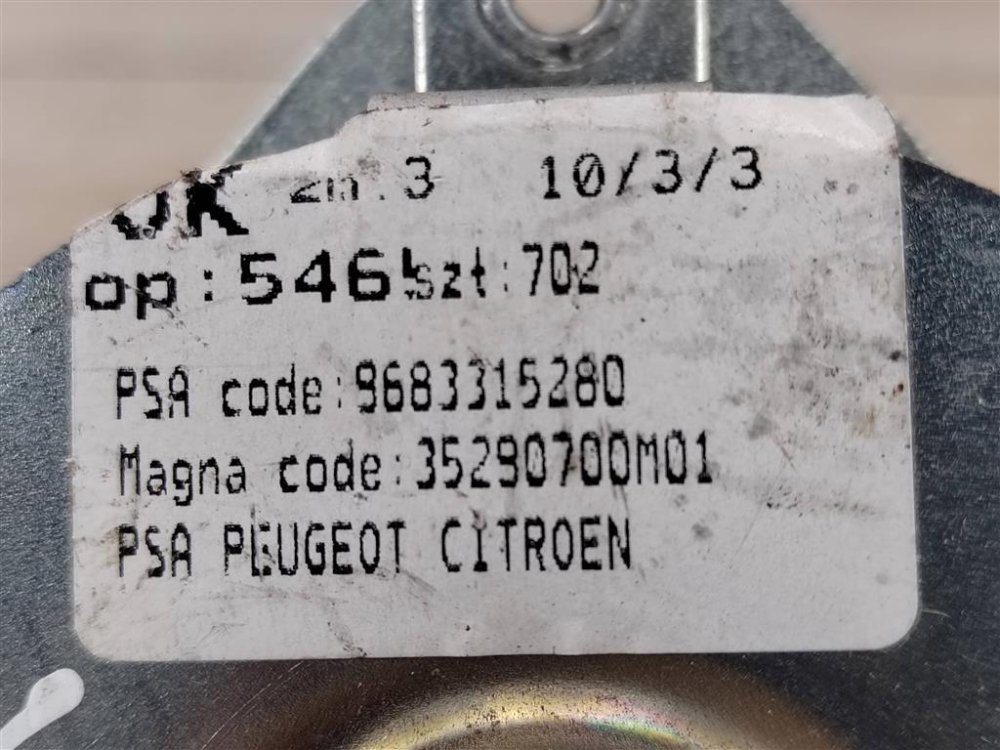 OK zm.3 10/3/3
op:546 szt:702
PSA code:9683315280
Magna code:35290700M01
PSA PEUGEOT CITROEN